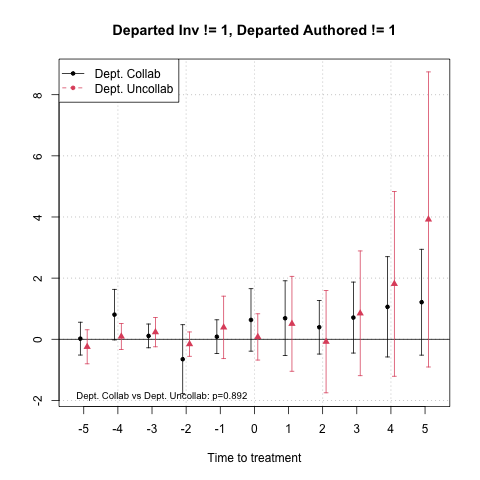 Departed Inv != 1, Departed Authored != 1
Dept. Collab
Dept. Uncollab
8
6
4
2
0
-2
Dept. Collab vs Dept. Uncollab: p=0.892
-5 -4 -3 -2 -1 0 1 2 3 4 5
Time to treatment